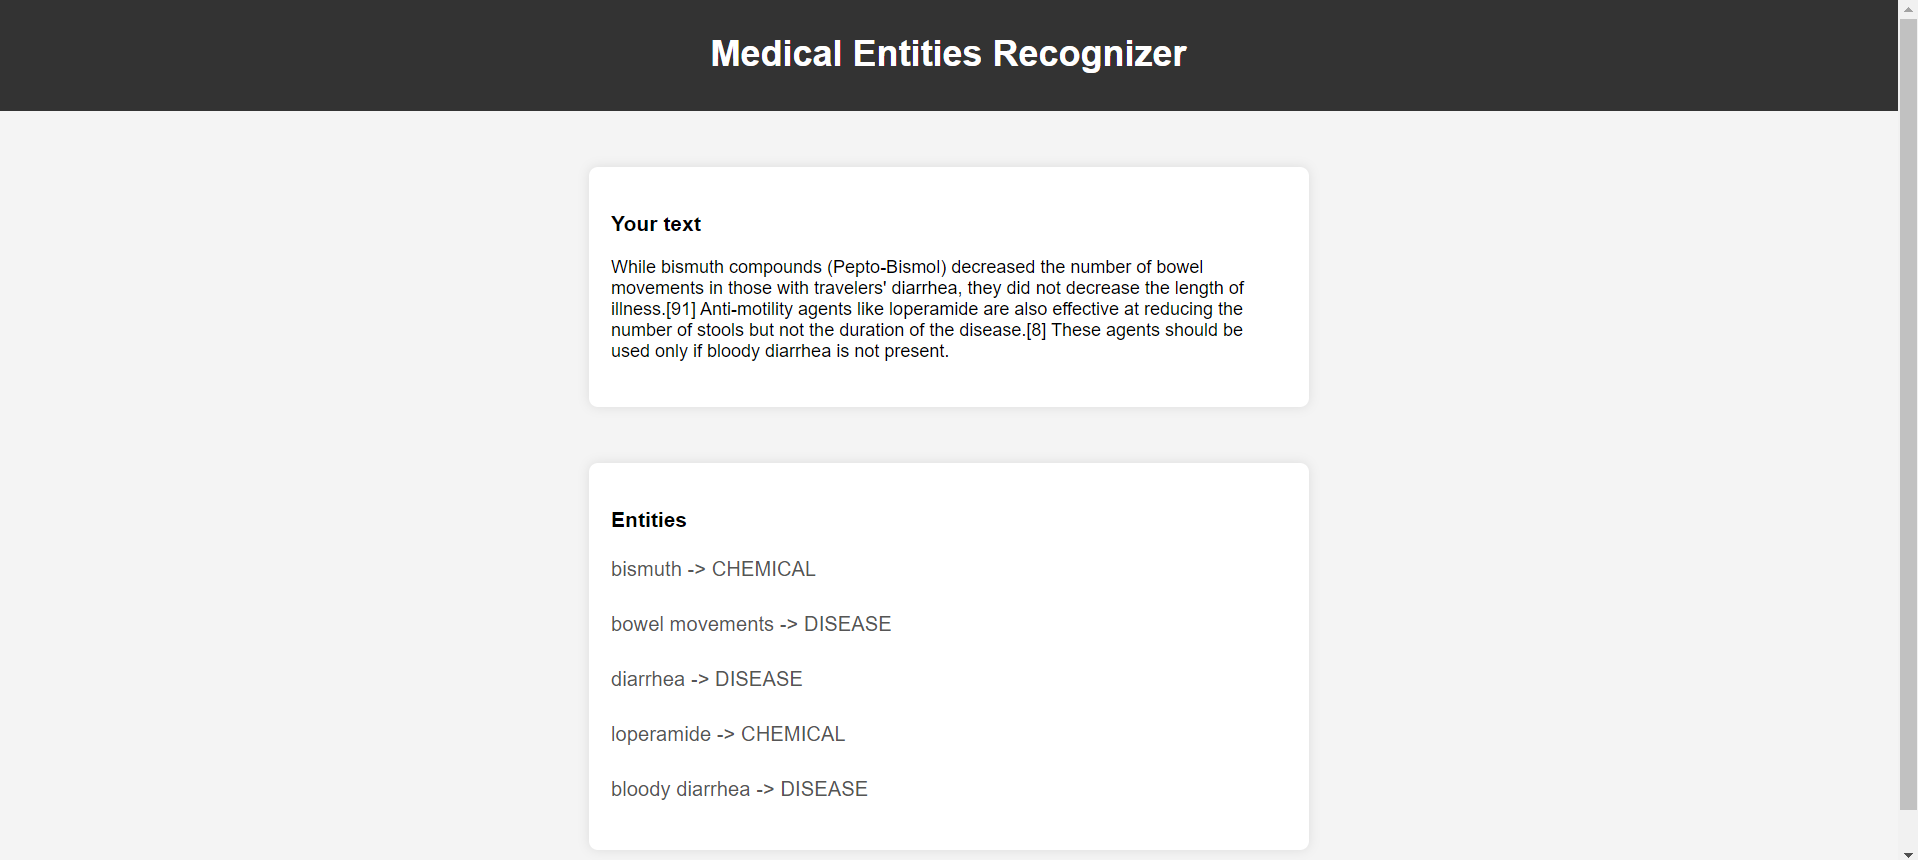 Medical Entities Recognizer
Your text
While bismuth compounds (Pepto-Bismol) decreased the number of bowel
movements in those with travelers' diarrhea, they did not decrease the length of
illness.[91] Anti-motility agents like loperamide are also effective at reducing the
number of stools but not the duration of the disease.[8] These agents should be
used only if bloody diarrhea is not present.
Entities
bismuth -> CHEMICAL
bowel movements -> DISEASE
diarrhea -> DISEASE
loperamide -> CHEMICAL
bloody diarrhea -> DISEASE